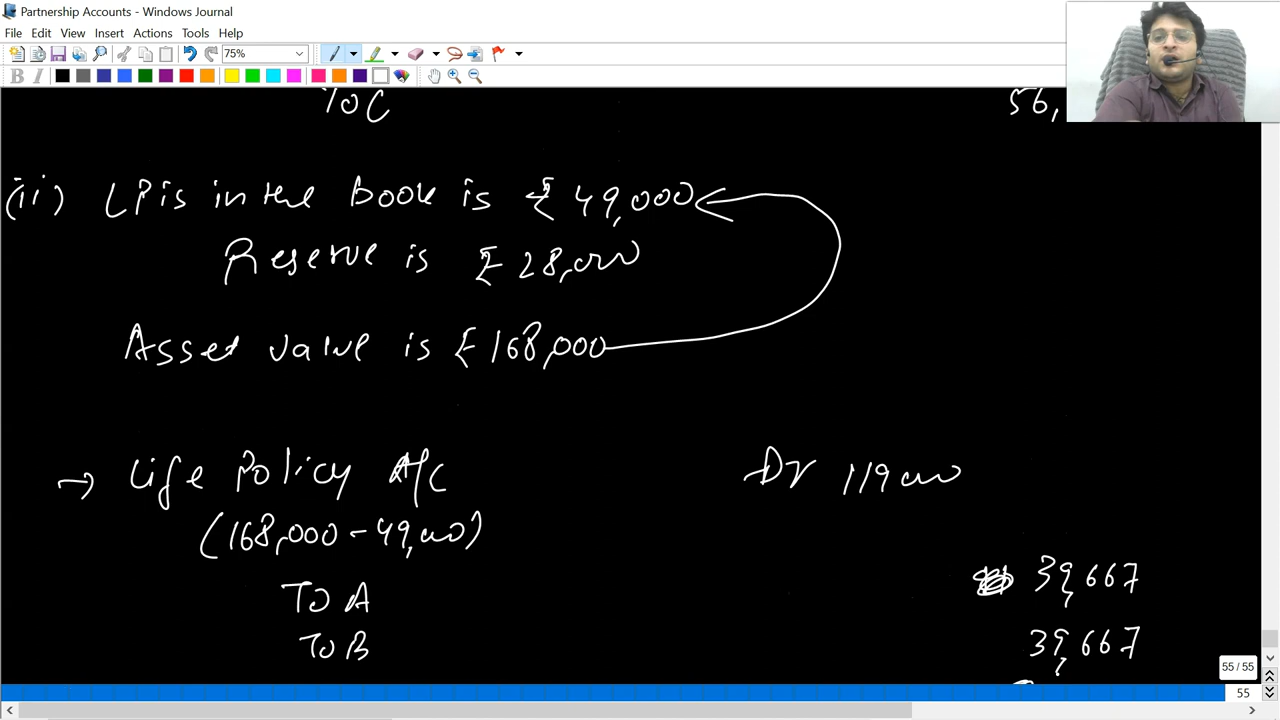 Partnership Accounts - Windows Journal
File Edit View Insert Actions Tools Help
75%
B I
To C 56,
(ii) LP is in the Book is ₹ 49,000
Reserve is ₹ 28,000
Asset value is ₹ 168,000
→ Life Policy A/C Dr 119000
(168,000 - 49,000)
To A 39,667
To B 39,667
55 / 55
55